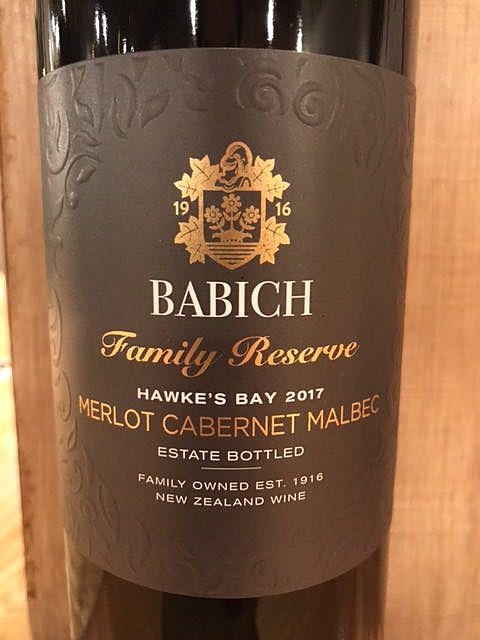 19 16
BABICH
Family Reserve
HAWKE'S BAY 2017
MERLOT CABERNET MALBEC
ESTATE BOTTLED
FAMILY OWNED EST. 1916
NEW ZEALAND WINE